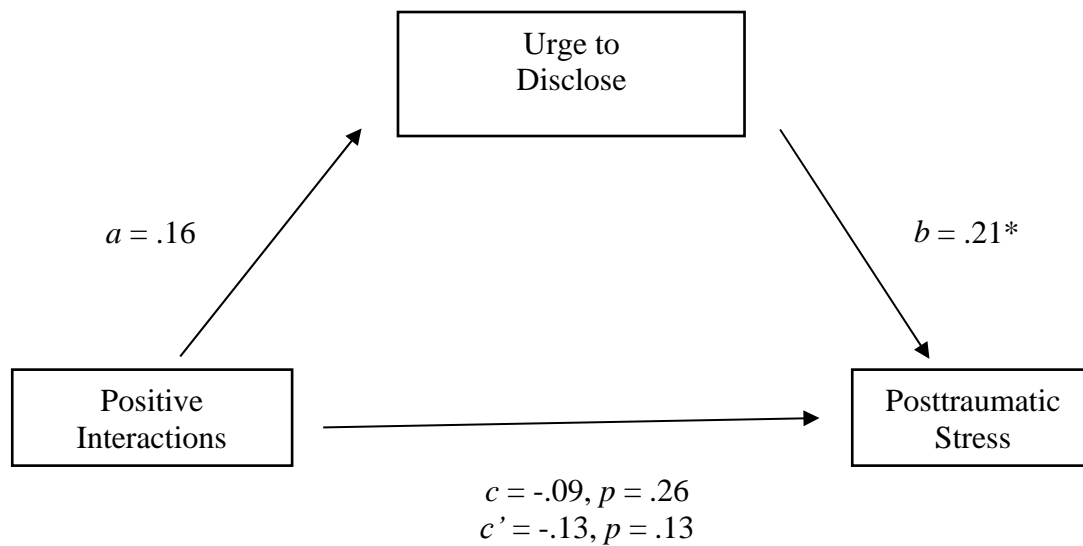 Urge to
Disclose
a = .16
b = .21*
Positive
Interactions
Posttraumatic
Stress
c = -.09, p = .26
c’ = -.13, p = .13